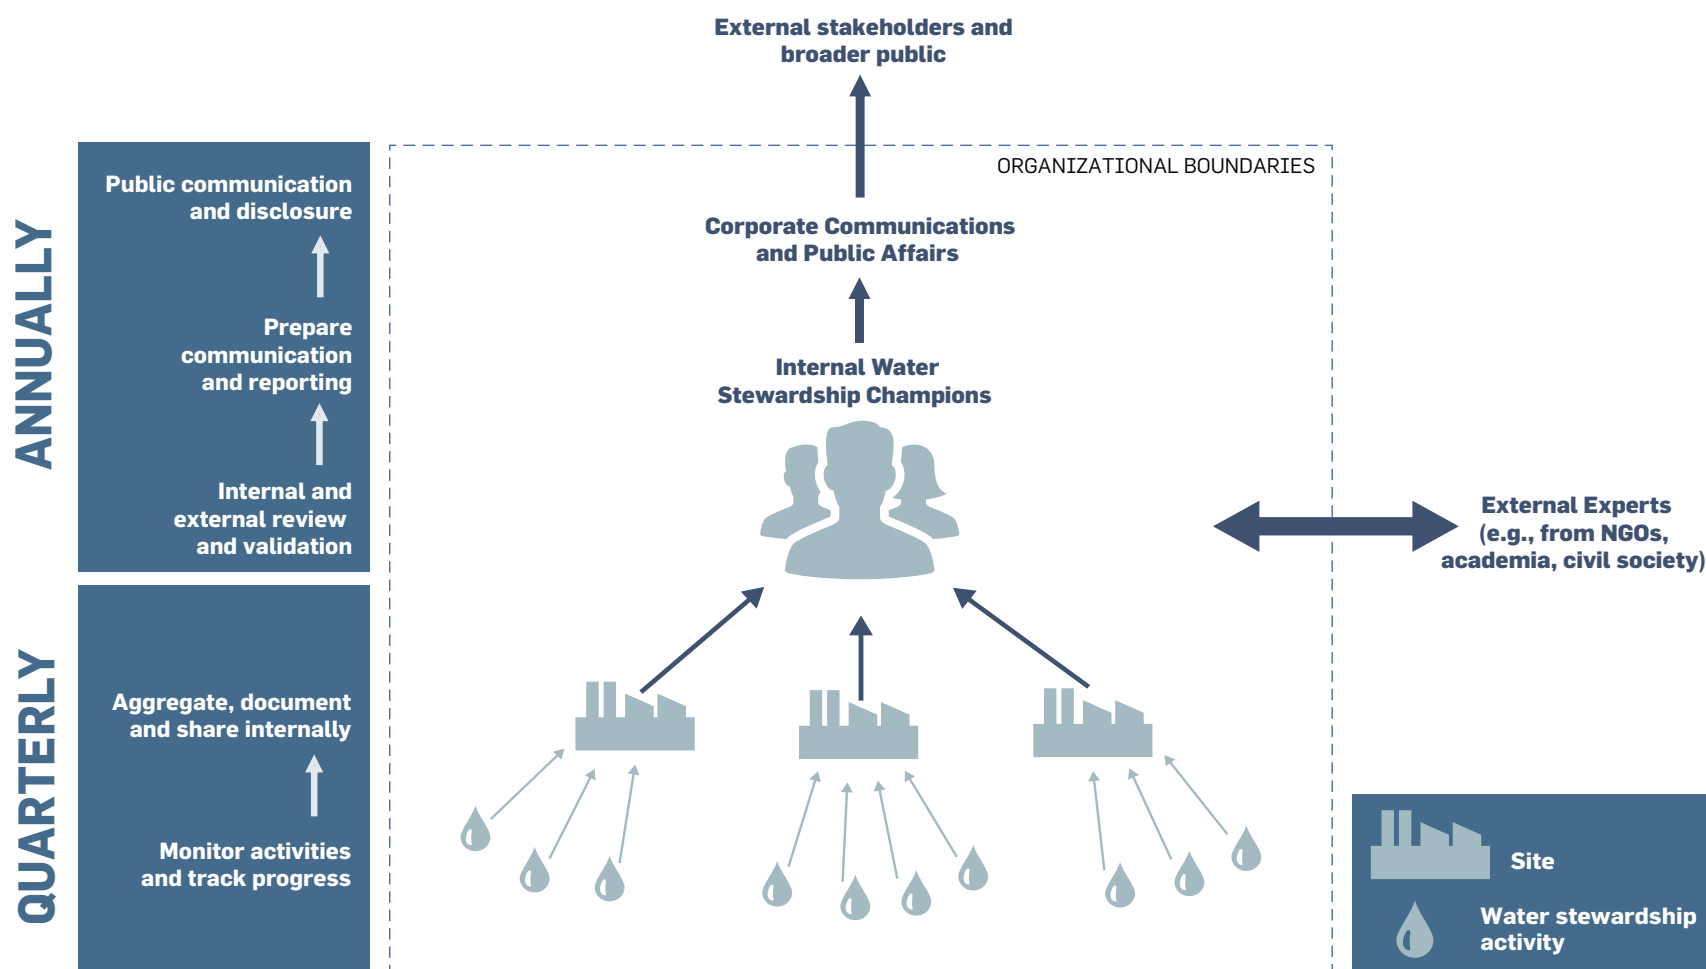 External stakeholders and
broader public
ORGANIZATIONAL BOUNDARIES
ANNUALLY
Public communication
and disclosure
Prepare
communication
and reporting
Internal and
external review
and validation
Corporate Communications
and Public Affairs
Internal Water
Stewardship Champions
External Experts
(e.g., from NGOs,
academia, civil society)
QUARTERLY
Aggregate, document
and share internally
Monitor activities
and track progress
Site
Water stewardship
activity